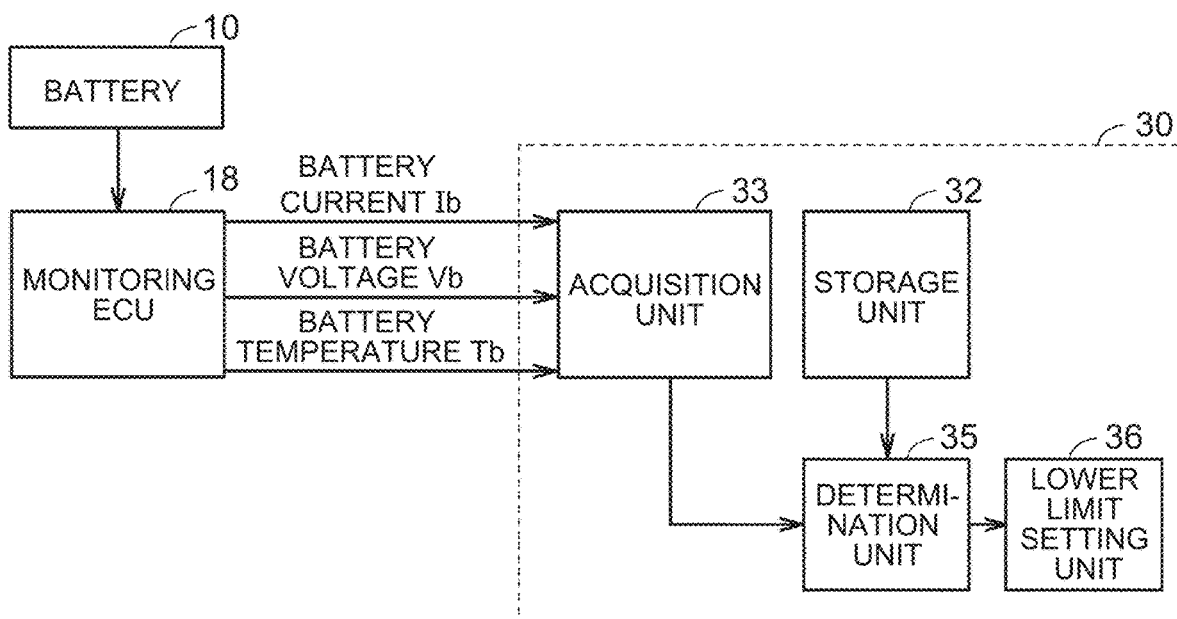 10
BATTERY
30
18
MONITORING
ECU
BATTERY
CURRENT Ib
BATTERY
VOLTAGE Vb
BATTERY
TEMPERATURE Tb
33
ACQUISITION
UNIT
32
STORAGE
UNIT
35
DETERMI-
NATION
UNIT
36
LOWER
LIMIT
SETTING
UNIT